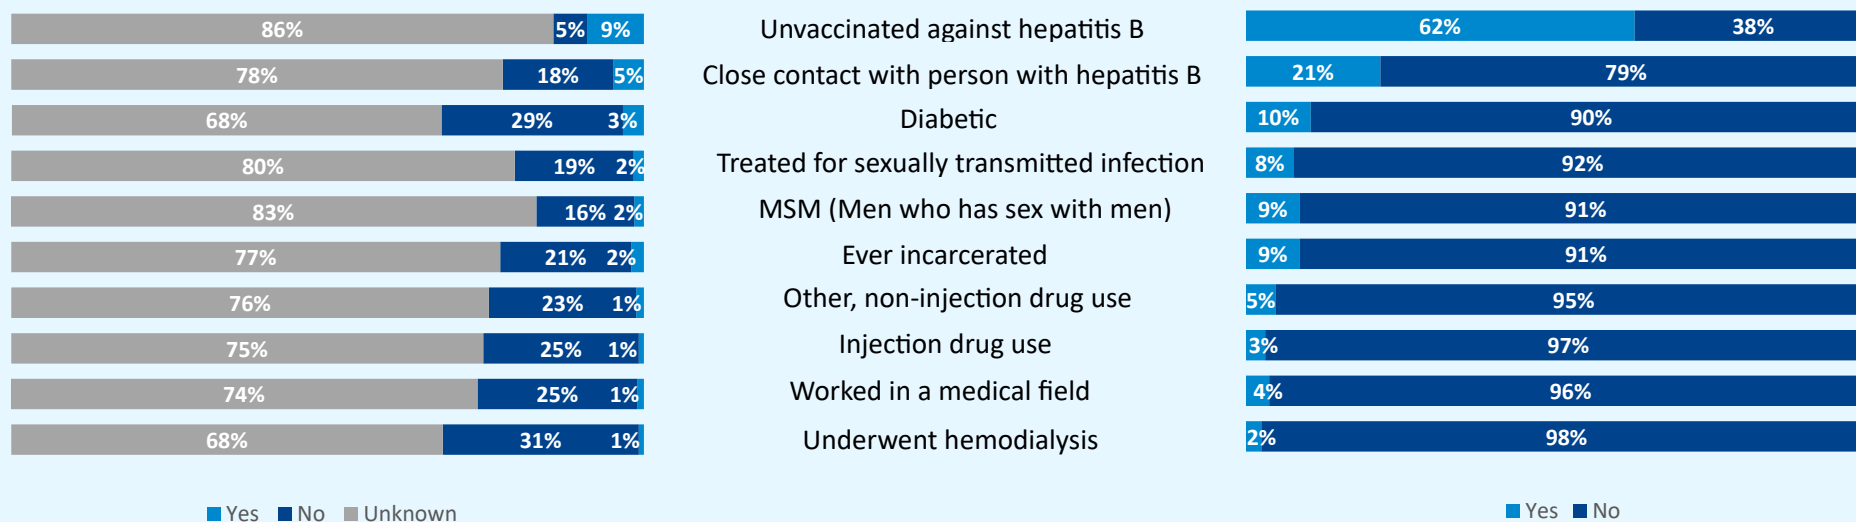 86% 5% 9% Unvaccinated against hepatitis B 62% 38%
78% 18% 5% Close contact with person with hepatitis B 21% 79%
68% 29% 3% Diabetic 10% 90%
80% 19% 2% Treated for sexually transmitted infection 8% 92%
83% 16% 2% MSM (Men who has sex with men) 9% 91%
77% 21% 2% Ever incarcerated 9% 91%
76% 23% 1% Other, non-injection drug use 5% 95%
75% 25% 1% Injection drug use 3% 97%
74% 25% 1% Worked in a medical field 4% 96%
68% 31% 1% Underwent hemodialysis 2% 98%
Yes No Unknown Yes No